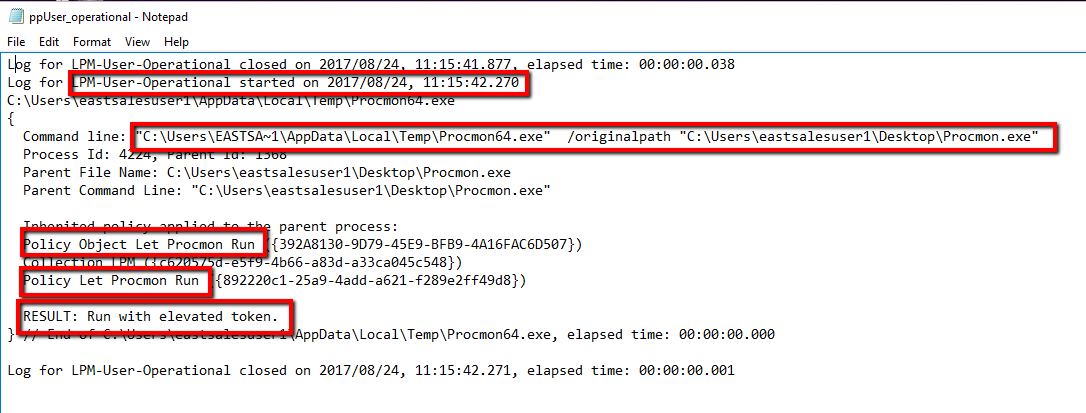 ppUser_operational - Notepad
File Edit Format View Help
Log for LPM-User-Operational closed on 2017/08/24, 11:15:41.877, elapsed time: 00:00:00.038
Log for LPM-User-Operational started on 2017/08/24, 11:15:42.270
C:\Users\eastsalesuser1\AppData\Local\Temp\Procmon64.exe
{
Command line: "C:\Users\EASTSA~1\AppData\Local\Temp\Procmon64.exe" /originalpath "C:\Users\eastsalesuser1\Desktop\Procmon.exe"
Process Id: 4224, Parent Id: 1368
Parent File Name: C:\Users\eastsalesuser1\Desktop\Procmon.exe
Parent Command Line: "C:\Users\eastsalesuser1\Desktop\Procmon.exe"
Inherited policy applied to the parent process:
Policy Object Let Procmon Run ({392A8130-9D79-45E9-BFB9-4A16FAC6D507})
Collection LPM ({c620575d-e5f9-4b66-a83d-a33ca045c548})
Policy Let Procmon Run ({892220c1-25a9-4add-a621-f289e2ff49d8})
RESULT: Run with elevated token.
} // End of C:\Users\eastsalesuser1\AppData\Local\Temp\Procmon64.exe, elapsed time: 00:00:00.000
Log for LPM-User-Operational closed on 2017/08/24, 11:15:42.271, elapsed time: 00:00:00.001